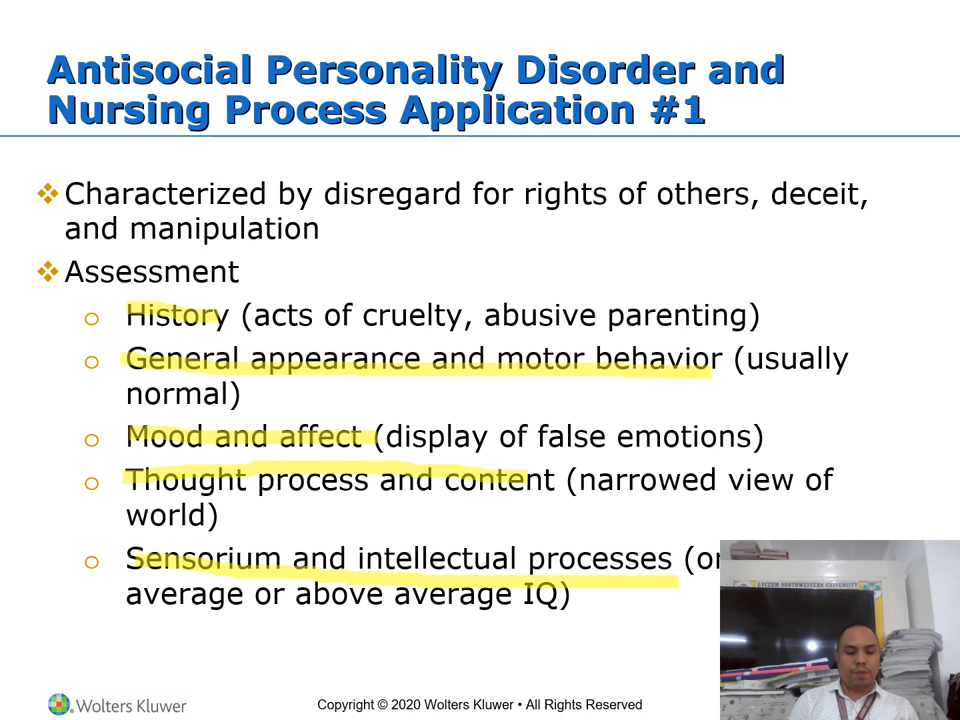 Antisocial Personality Disorder and
Nursing Process Application #1
Characterized by disregard for rights of others, deceit,
and manipulation
Assessment
o History (acts of cruelty, abusive parenting)
o General appearance and motor behavior (usually
normal)
o Mood and affect (display of false emotions)
o Thought process and content (narrowed view of
world)
o Sensorium and intellectual processes
average or above average IQ)
LYCEUM NORTHWESTERN UNIVERSITY
Wolters Kluwer
Copyright © 2020 Wolters Kluwer • All Rights Reserved